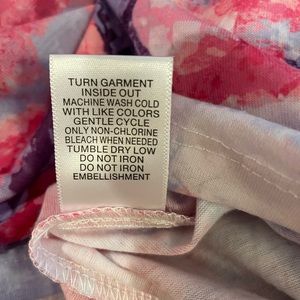 TURN GARMENT
INSIDE OUT
MACHINE WASH COLD
WITH LIKE COLORS
GENTLE CYCLE
ONLY NON-CHLORINE
BLEACH WHEN NEEDED
TUMBLE DRY LOW
DO NOT IRON
DO NOT IRON
EMBELLISHMENT